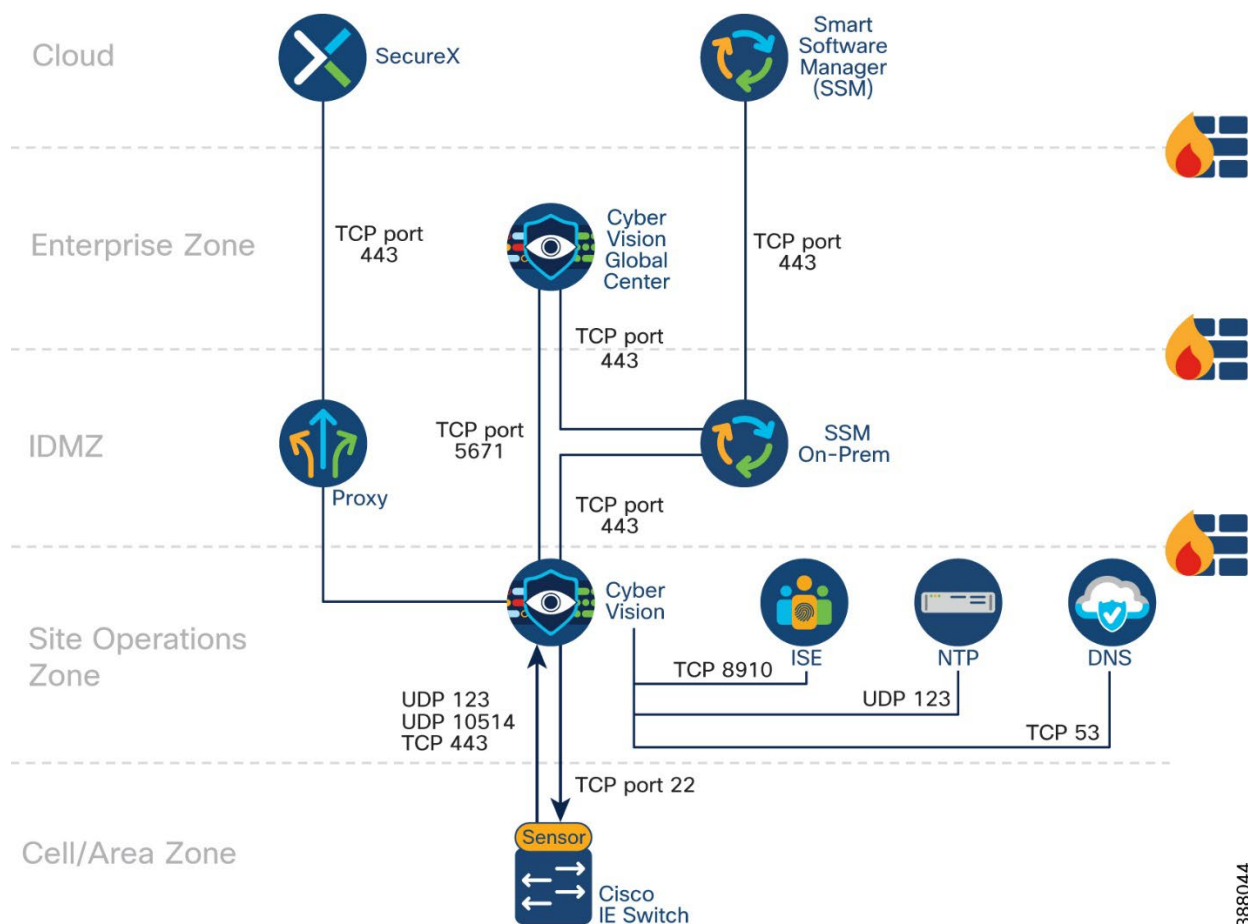 Cloud
SecureX
Smart
Software
Manager
(SSM)
Enterprise Zone
TCP port
443
Cyber
Vision
Global
Center
TCP port
443
TCP port
443
IDMZ
Proxy
TCP port
5671
SSM
On-Prem
TCP port
443
Site Operations
Zone
Cyber
Vision
ISE
NTP
DNS
TCP 8910
UDP 123
TCP 53
UDP 123
UDP 10514
TCP 443
TCP port 22
Cell/Area Zone
Sensor
Cisco
IE Switch
388044